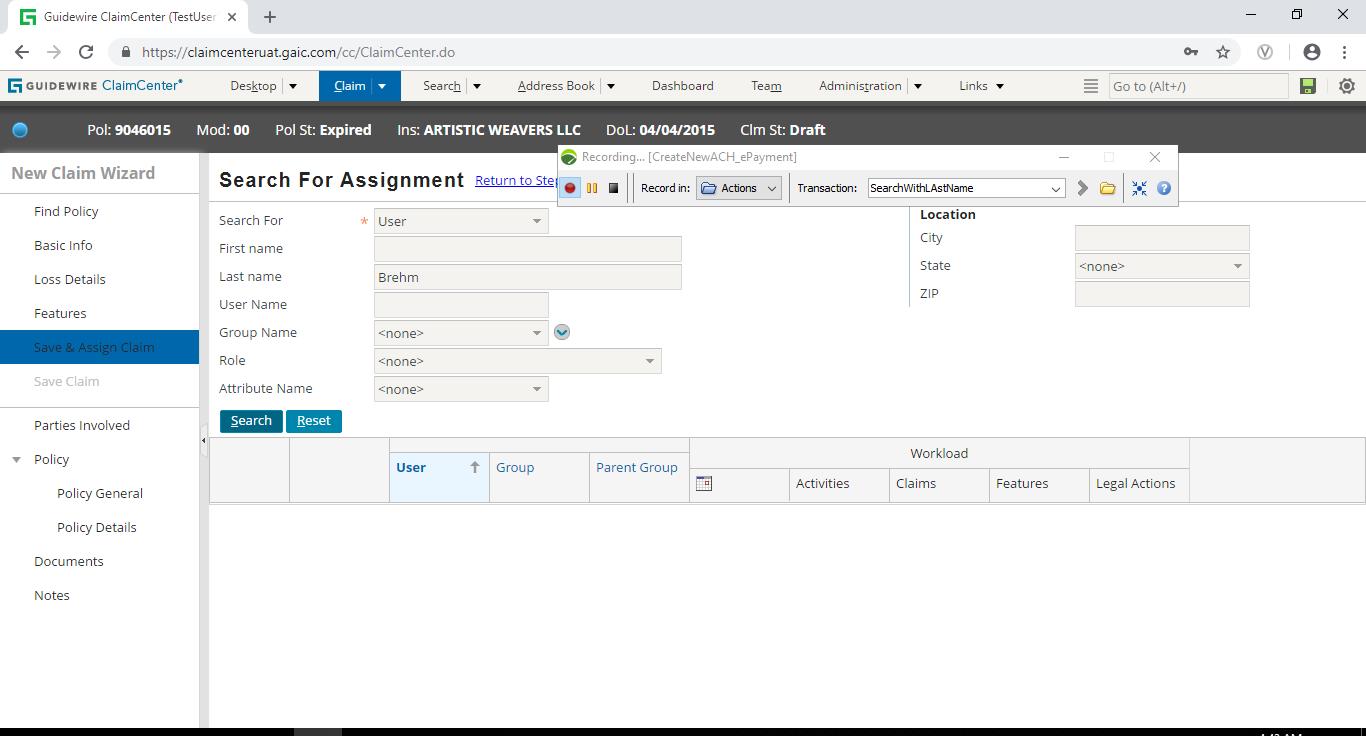 Guidewire ClaimCenter (TestUser
https://claimcenteruat.gaic.com/cc/ClaimCenter.do
GUIDEWIRE ClaimCenter® Desktop Claim Search Address Book Dashboard Team Administration Links Go to (Alt+/)
Pol: 9046015 Mod: 00 Pol St: Expired Ins: ARTISTIC WEAVERS LLC DoL: 04/04/2015 Clm St: Draft
Recording... [CreateNewACH_ePayment]
Record in: Actions Transaction: SearchWithLAstName
New Claim Wizard
Find Policy
Basic Info
Loss Details
Features
Save & Assign Claim
Save Claim
Parties Involved
Policy
Policy General
Policy Details
Documents
Notes
Search For Assignment Return to Step
Search For * User
First name
Last name Brehm
User Name
Group Name <none>
Role <none>
Attribute Name <none>
Location
City
State <none>
ZIP
Search Reset
Workload
User Group Parent Group
Activities Claims Features Legal Actions